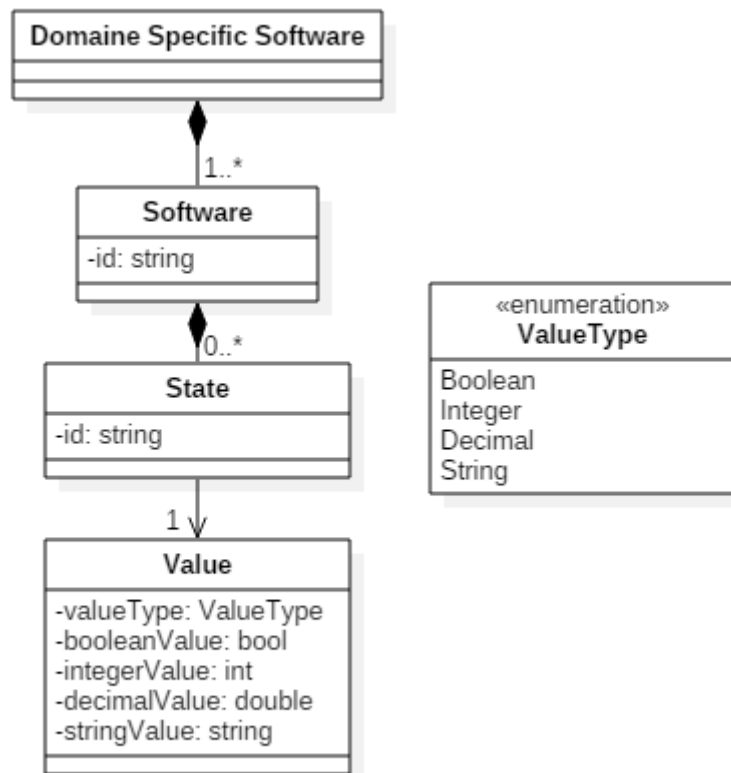 Domaine Specific Software
1..*
Software
-id: string
0..*
State
-id: string
1
Value
-valueType: ValueType
-booleanValue: bool
-integerValue: int
-decimalValue: double
-stringValue: string
«enumeration»
ValueType
Boolean
Integer
Decimal
String